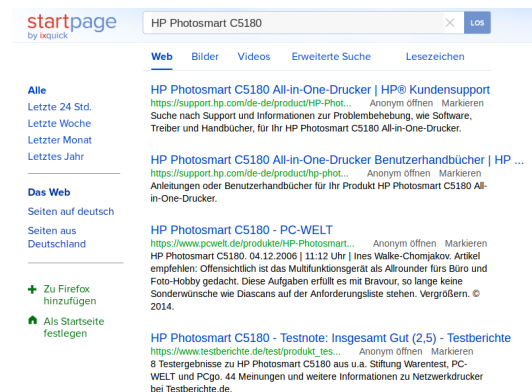 startpage
by ixquick
HP Photosmart C5180
LOS
Web Bilder Videos Erweiterte Suche Lesezeichen
Alle
Letzte 24 Std.
Letzte Woche
Letzter Monat
Letztes Jahr
Das Web
Seiten auf deutsch
Seiten aus
Deutschland
Zu Firefox
hinzufügen
Als Startseite
festlegen
HP Photosmart C5180 All-in-One-Drucker | HP® Kundensupport
https://support.hp.com/de-de/product/HP-Phot... Anonym öffnen Markieren
Suche nach Support und Informationen zur Problembehebung, wie Software,
Treiber und Handbücher, für Ihr HP Photosmart C5180 All-in-One-Drucker.
HP Photosmart C5180 All-in-One-Drucker Benutzerhandbücher | HP ...
https://support.hp.com/de-de/product/hp-phot... Anonym öffnen Markieren
Anleitungen oder Benutzerhandbücher für Ihr Produkt HP Photosmart C5180 All-
in-One-Drucker.
HP Photosmart C5180 - PC-WELT
https://www.pcwelt.de/produkte/HP-Photosmart... Anonym öffnen Markieren
HP Photosmart C5180. 04.12.2006 | 11:12 Uhr | Ines Walke-Chomjakov. Artikel
empfehlen: Offensichtlich ist das Multifunktionsgerät als Allrounder fürs Büro und
Foto-Hobby gedacht. Diese Aufgaben erfüllt es mit Bravour, so lange keine
Sonderwünsche wie Diascans auf der Anforderungsliste stehen. Vergrößern. ©
2014.
HP Photosmart C5180 - Testnote: Insgesamt Gut (2,5) - Testberichte
https://www.testberichte.de/test/produkt_tes... Anonym öffnen Markieren
8 Testergebnisse zu HP Photosmart C5180 aus u.a. Stiftung Warentest, PC-
WELT und PCgo. 44 Meinungen und weitere Informationen zu Netzwerkdrucker
bei Testberichte.de.